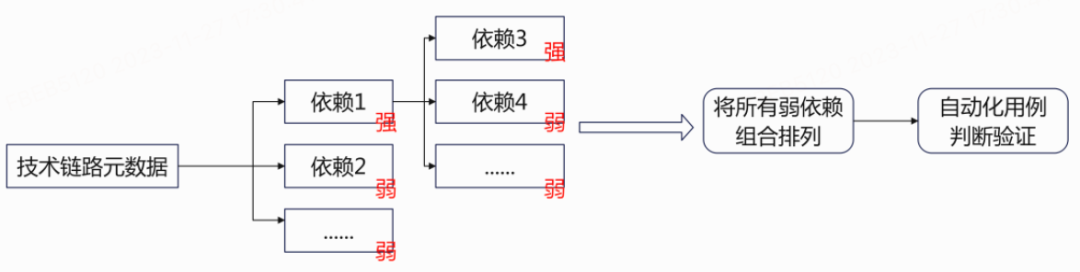 技术链路元数据
依赖1
强
依赖2
弱
......
弱
依赖3
强
依赖4
弱
......
弱
将所有弱依赖
组合排列
自动化用例
判断验证